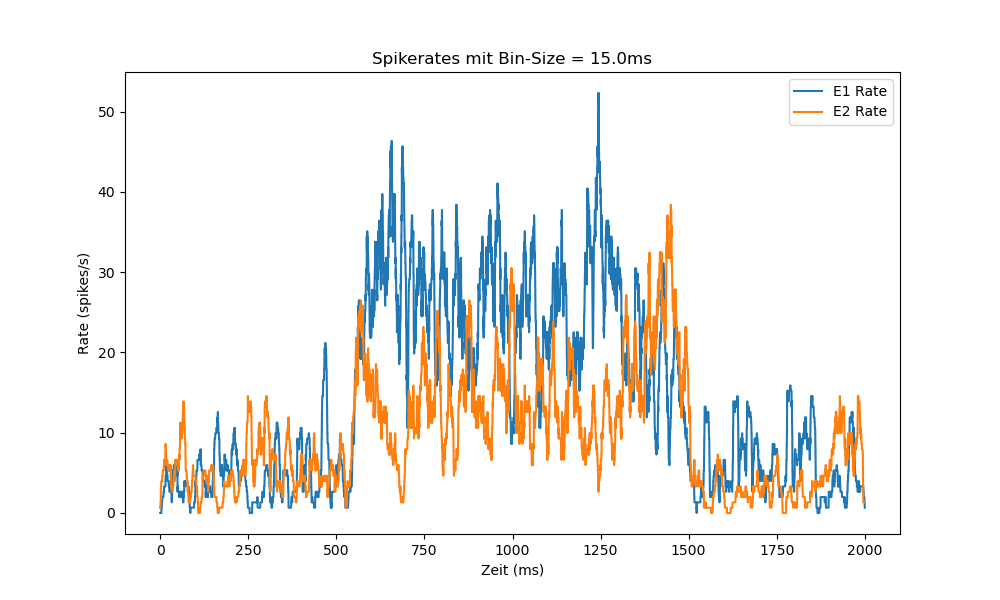 Spikerates mit Bin-Size = 15.0ms
E1 Rate
E2 Rate
Rate (spikes/s)
50
40
30
20
10
0
0 250 500 750 1000 1250 1500 1750 2000
Zeit (ms)